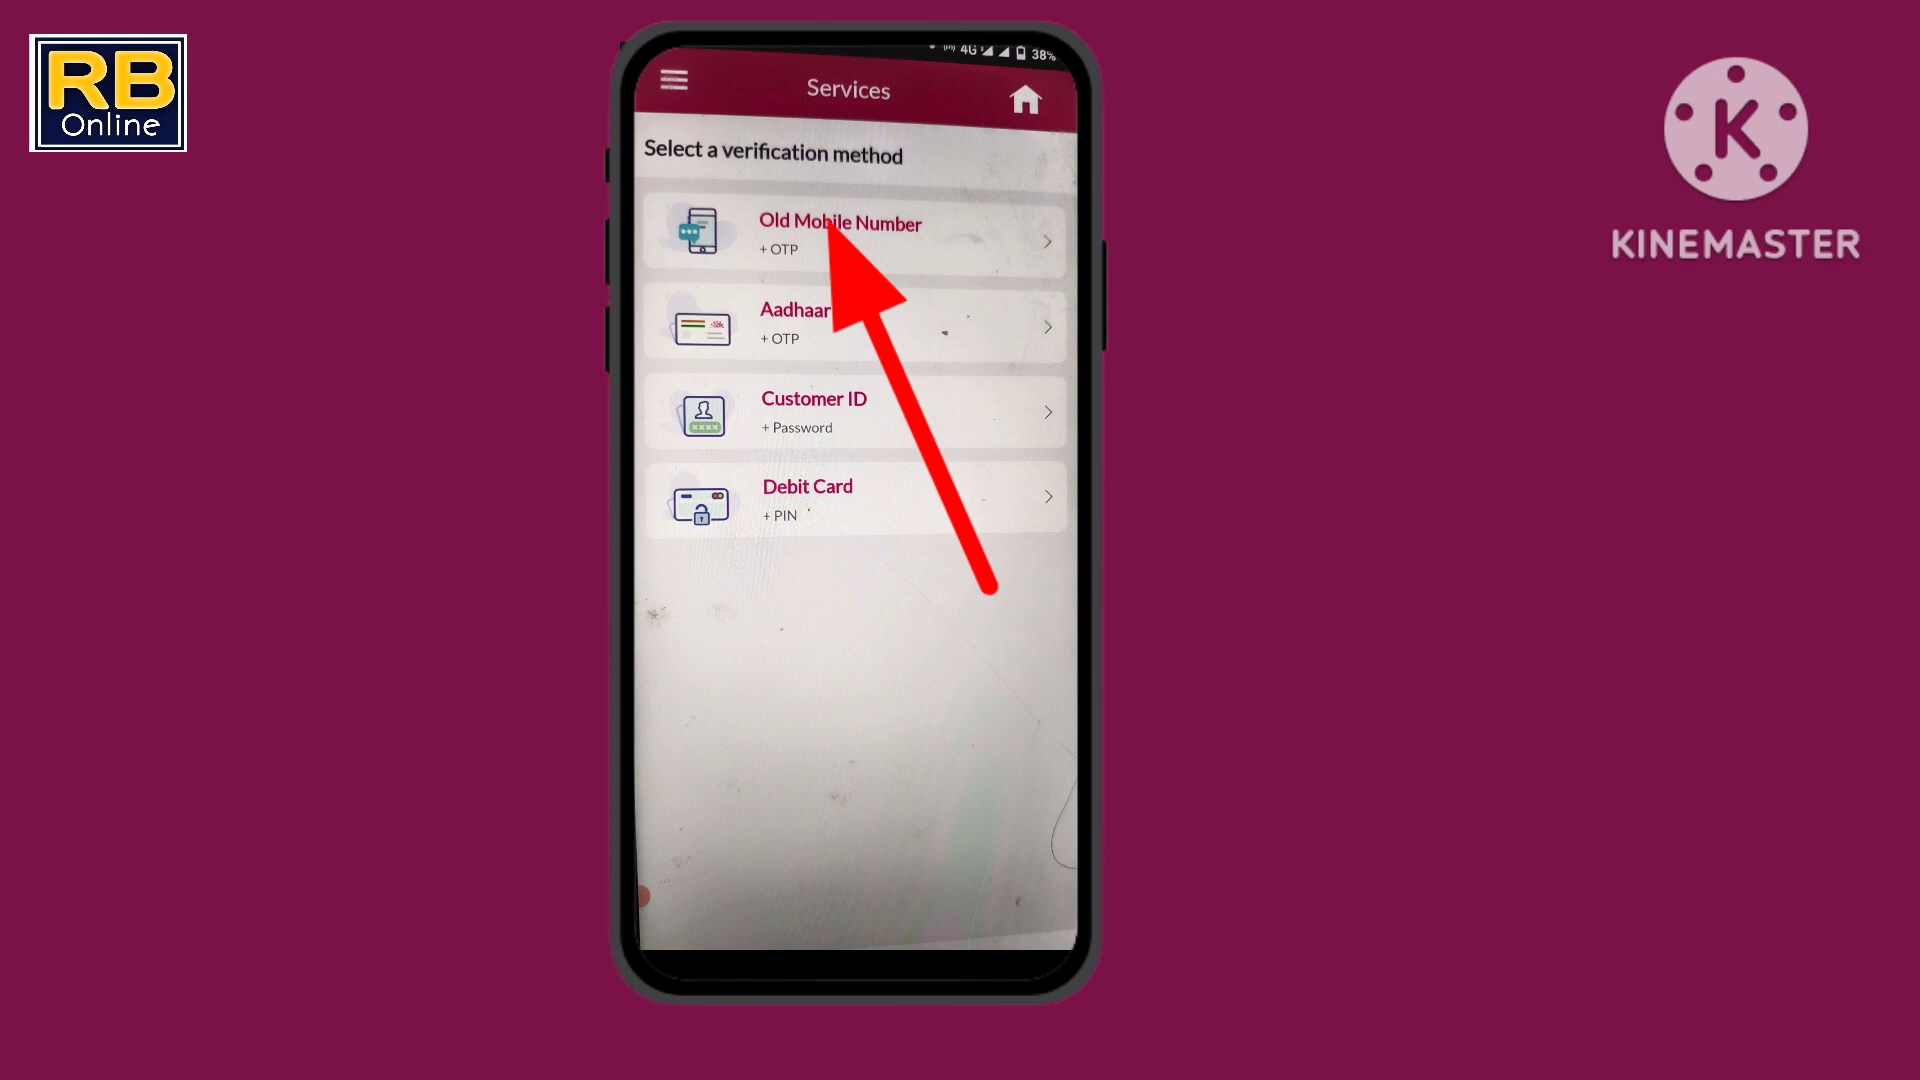 RB
Online
4G
38%
Services
Select a verification method
Old Mobile Number
+ OTP
Aadhaar
+ OTP
Customer ID
+ Password
xxxx
Debit Card
+ PIN
K
KINEMASTER